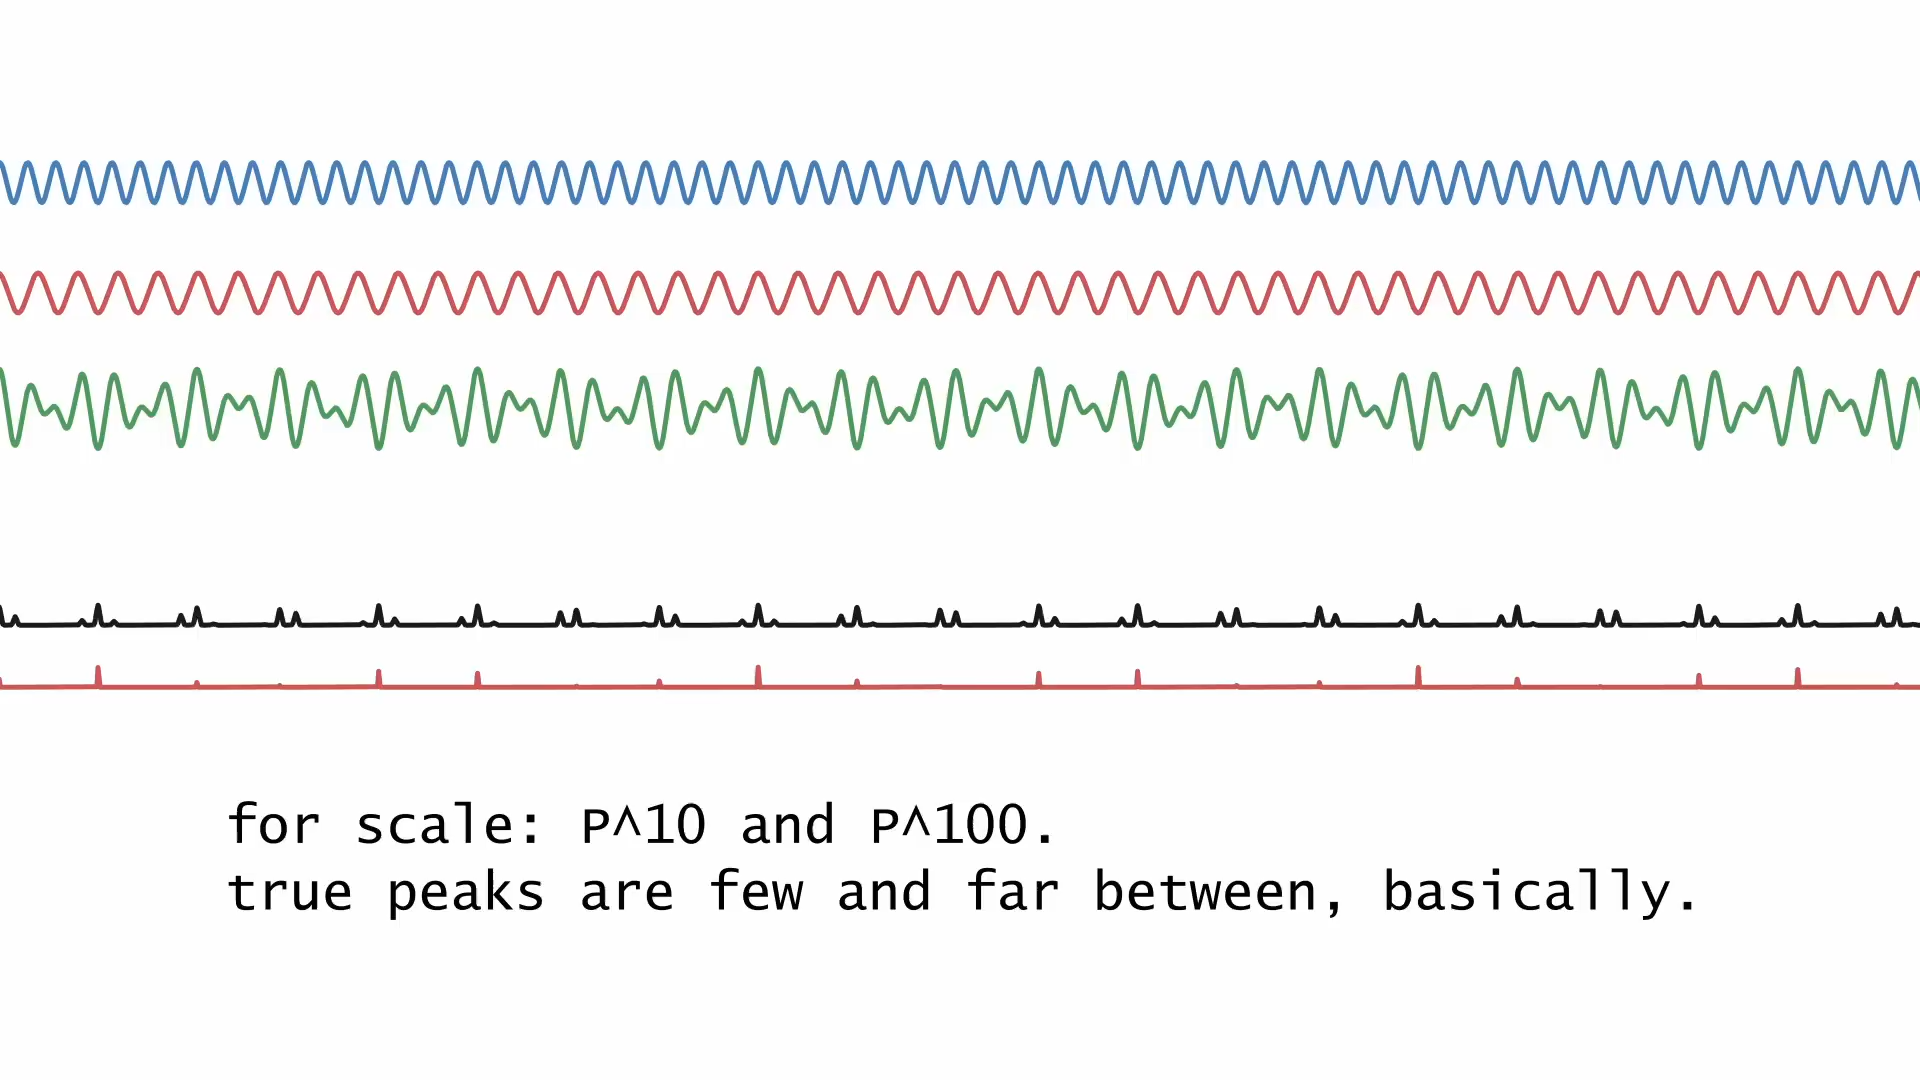 for scale: P^10 and P^100.
true peaks are few and far between, basically.